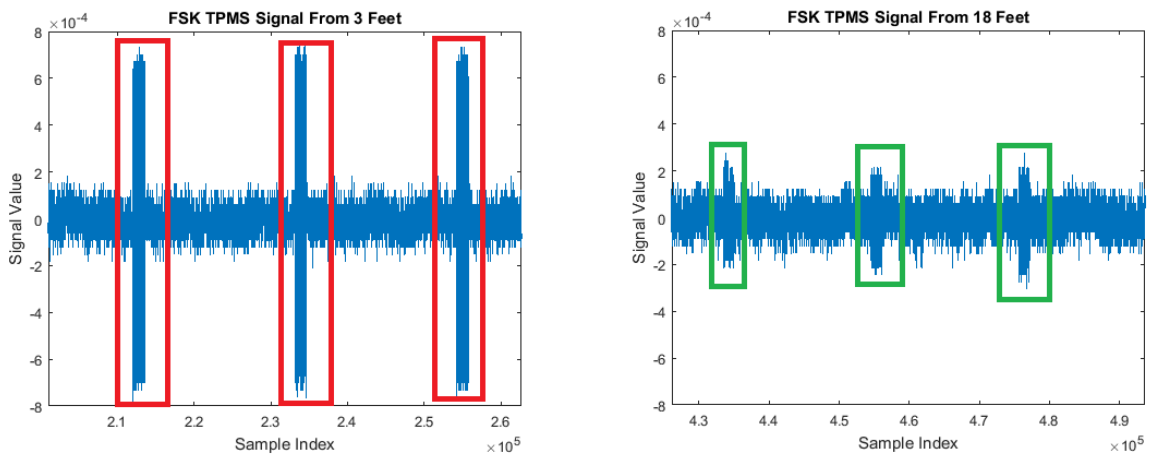 FSK TPMS Signal From 3 Feet
×10⁻⁴
8
6
4
2
0
-2
-4
-6
-8
Signal Value
2.1 2.2 2.3 2.4 2.5 2.6
Sample Index
×10⁵
FSK TPMS Signal From 18 Feet
×10⁻⁴
8
6
4
2
0
-2
-4
-6
-8
Signal Value
4.3 4.4 4.5 4.6 4.7 4.8 4.9
Sample Index
×10⁵